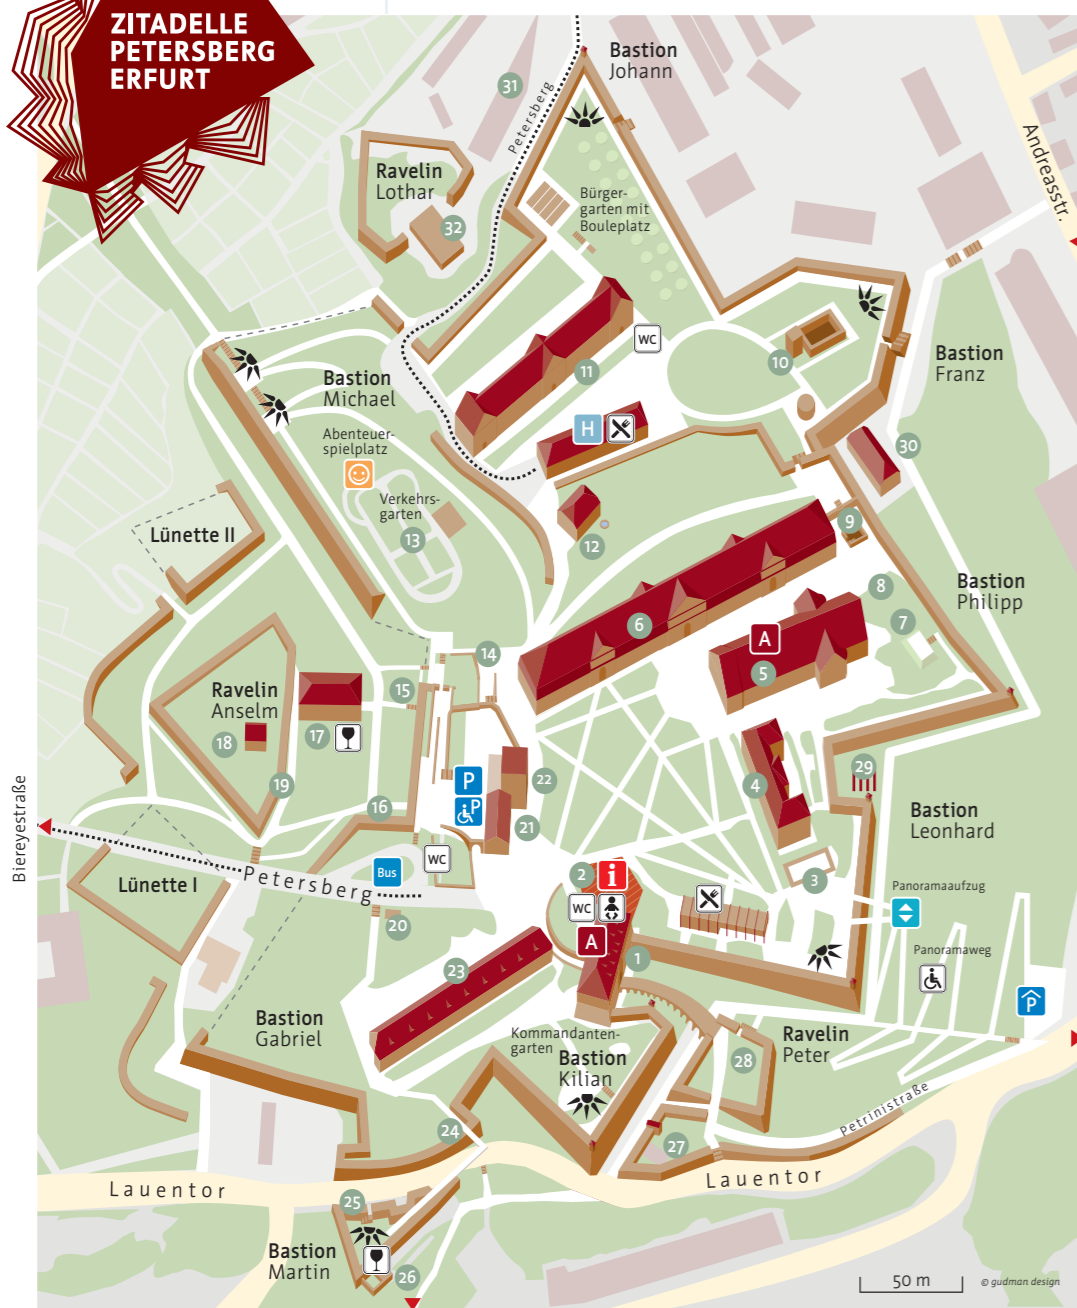 ZITADELLE
PETERSBERG
ERFURT
Bastion
Johann
31
Petersberg
Andreasstr.
Ravelin
Lothar
32
Bürger-
garten mit
Bouleplatz
WC
11
10
Bastion
Franz
Bastion
Michael
Abenteuer-
spielplatz
Verkehrs-
garten
13
H
30
Lünette II
12
9
6
8
Bastion
Philipp
7
A
5
14
15
Ravelin
Anselm
18
17
19
16
P
P
22
21
4
29
Bastion
Leonhard
Biereyestraße
Lünette I
Petersberg
Bus
WC
2
i
WC
A
3
Panoramaaufzug
Panoramaweg
P
20
23
1
Bastion
Gabriel
Kommandanten-
garten
Bastion
Kilian
Ravelin
Peter
28
24
27
Petrinistraße
Lauentor
Lauentor
25
Bastion
Martin
26
50 m
© gudman design